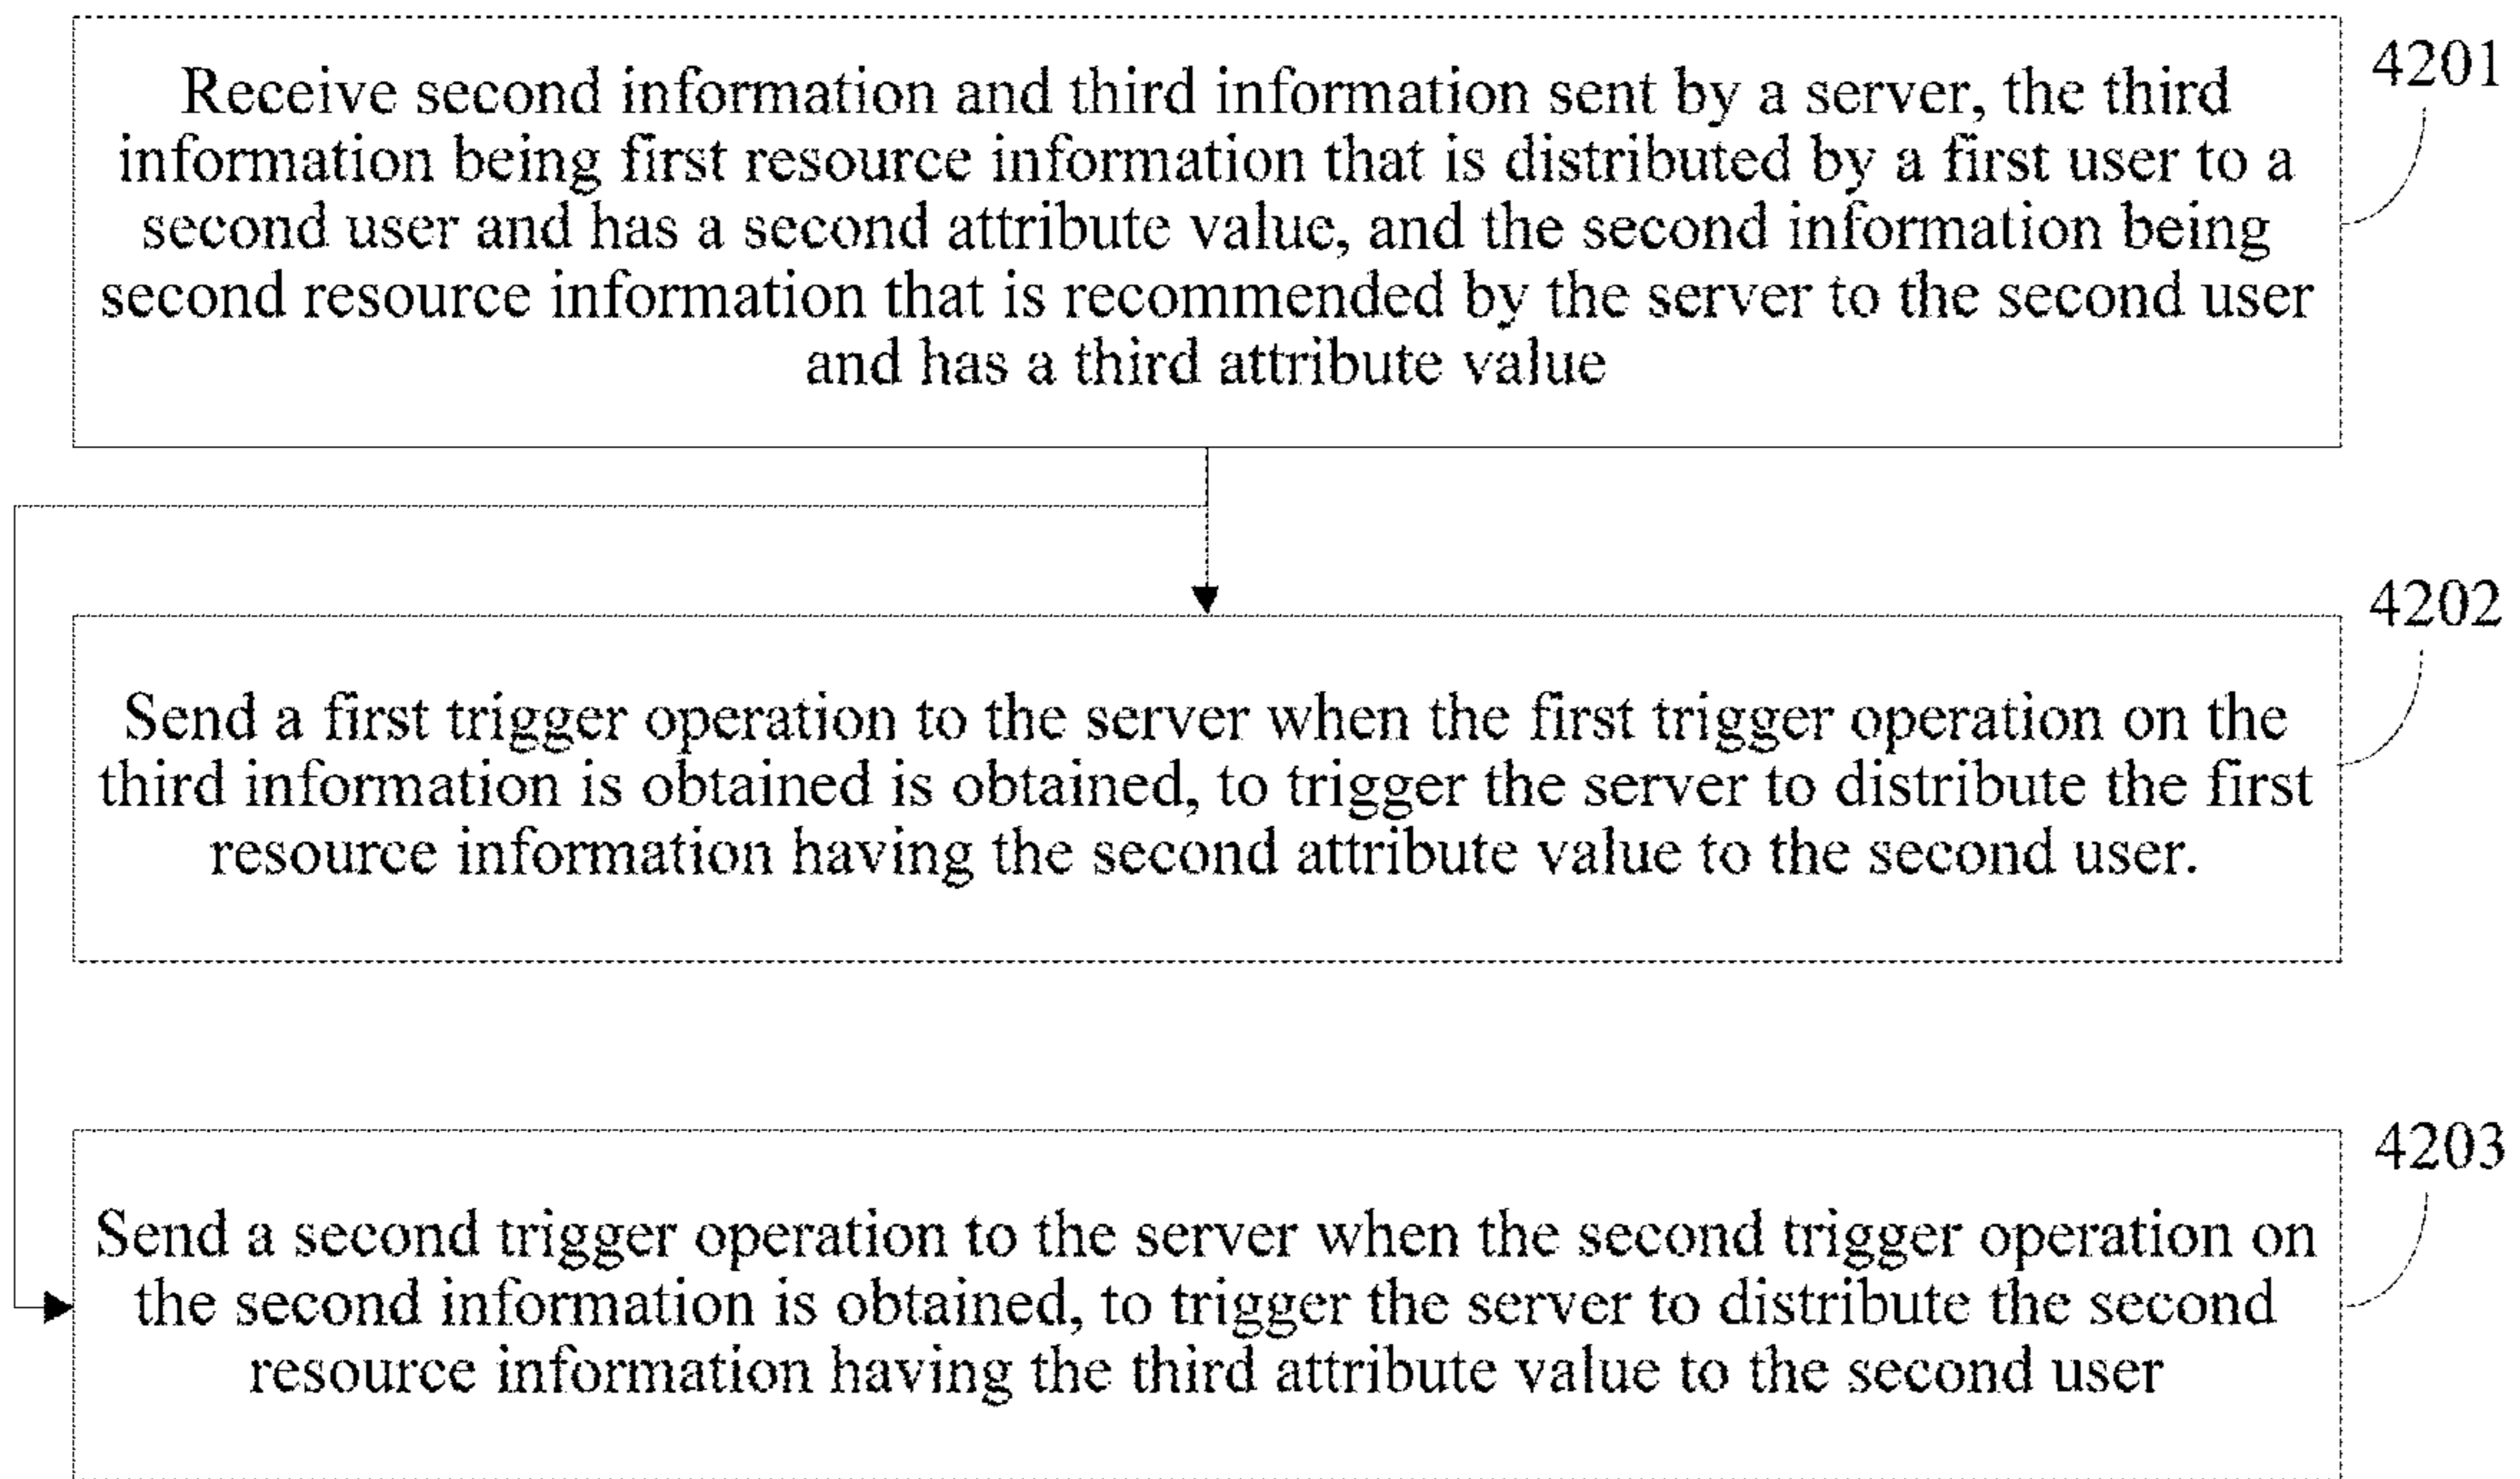 4201
Receive second information and third information sent by a server, the third
information being first resource information that is distributed by a first user to a
second user and has a second attribute value, and the second information being
second resource information that is recommended by the server to the second user
and has a third attribute value
4202
Send a first trigger operation to the server when the first trigger operation on the
third information is obtained is obtained, to trigger the server to distribute the first
resource information having the second attribute value to the second user.
4203
Send a second trigger operation to the server when the second trigger operation on
the second information is obtained, to trigger the server to distribute the second
resource information having the third attribute value to the second user